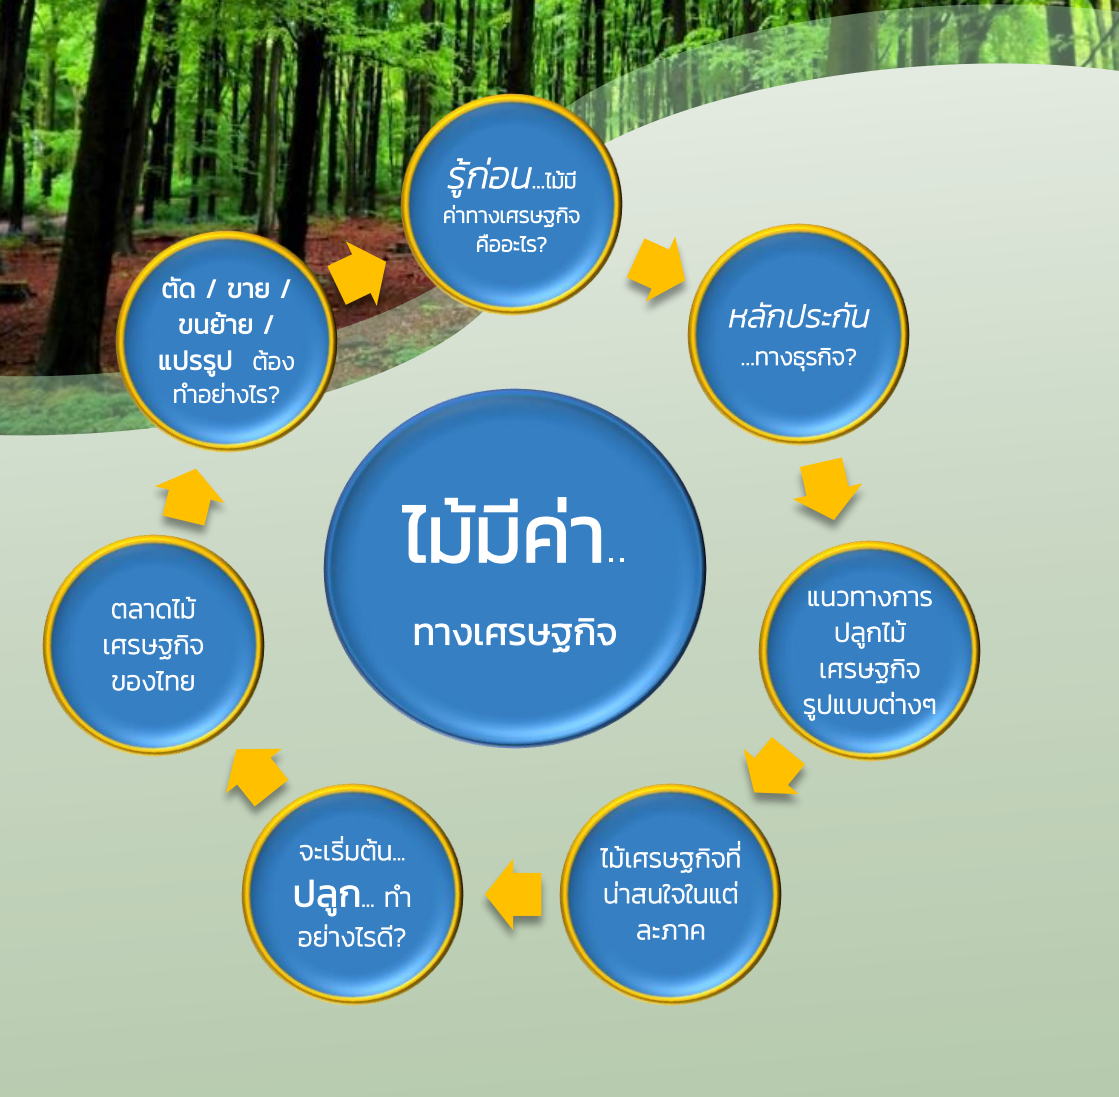 รู้ก่อน...ไม้มี
ค่าทางเศรษฐกิจ
คืออะไร?
หลักประกัน
...ทางธุรกิจ?
แนวทางการ
ปลูกไม้
เศรษฐกิจ
รูปแบบต่างๆ
ไม้เศรษฐกิจที่
น่าสนใจในแต่
ละภาค
จะเริ่มต้น...
ปลูก... ทำ
อย่างไรดี?
ตลาดไม้
เศรษฐกิจ
ของไทย
ตัด / ขาย /
ขนย้าย /
แปรรูป ต้อง
ทำอย่างไร?
ไม้มีค่า..
ทางเศรษฐกิจ